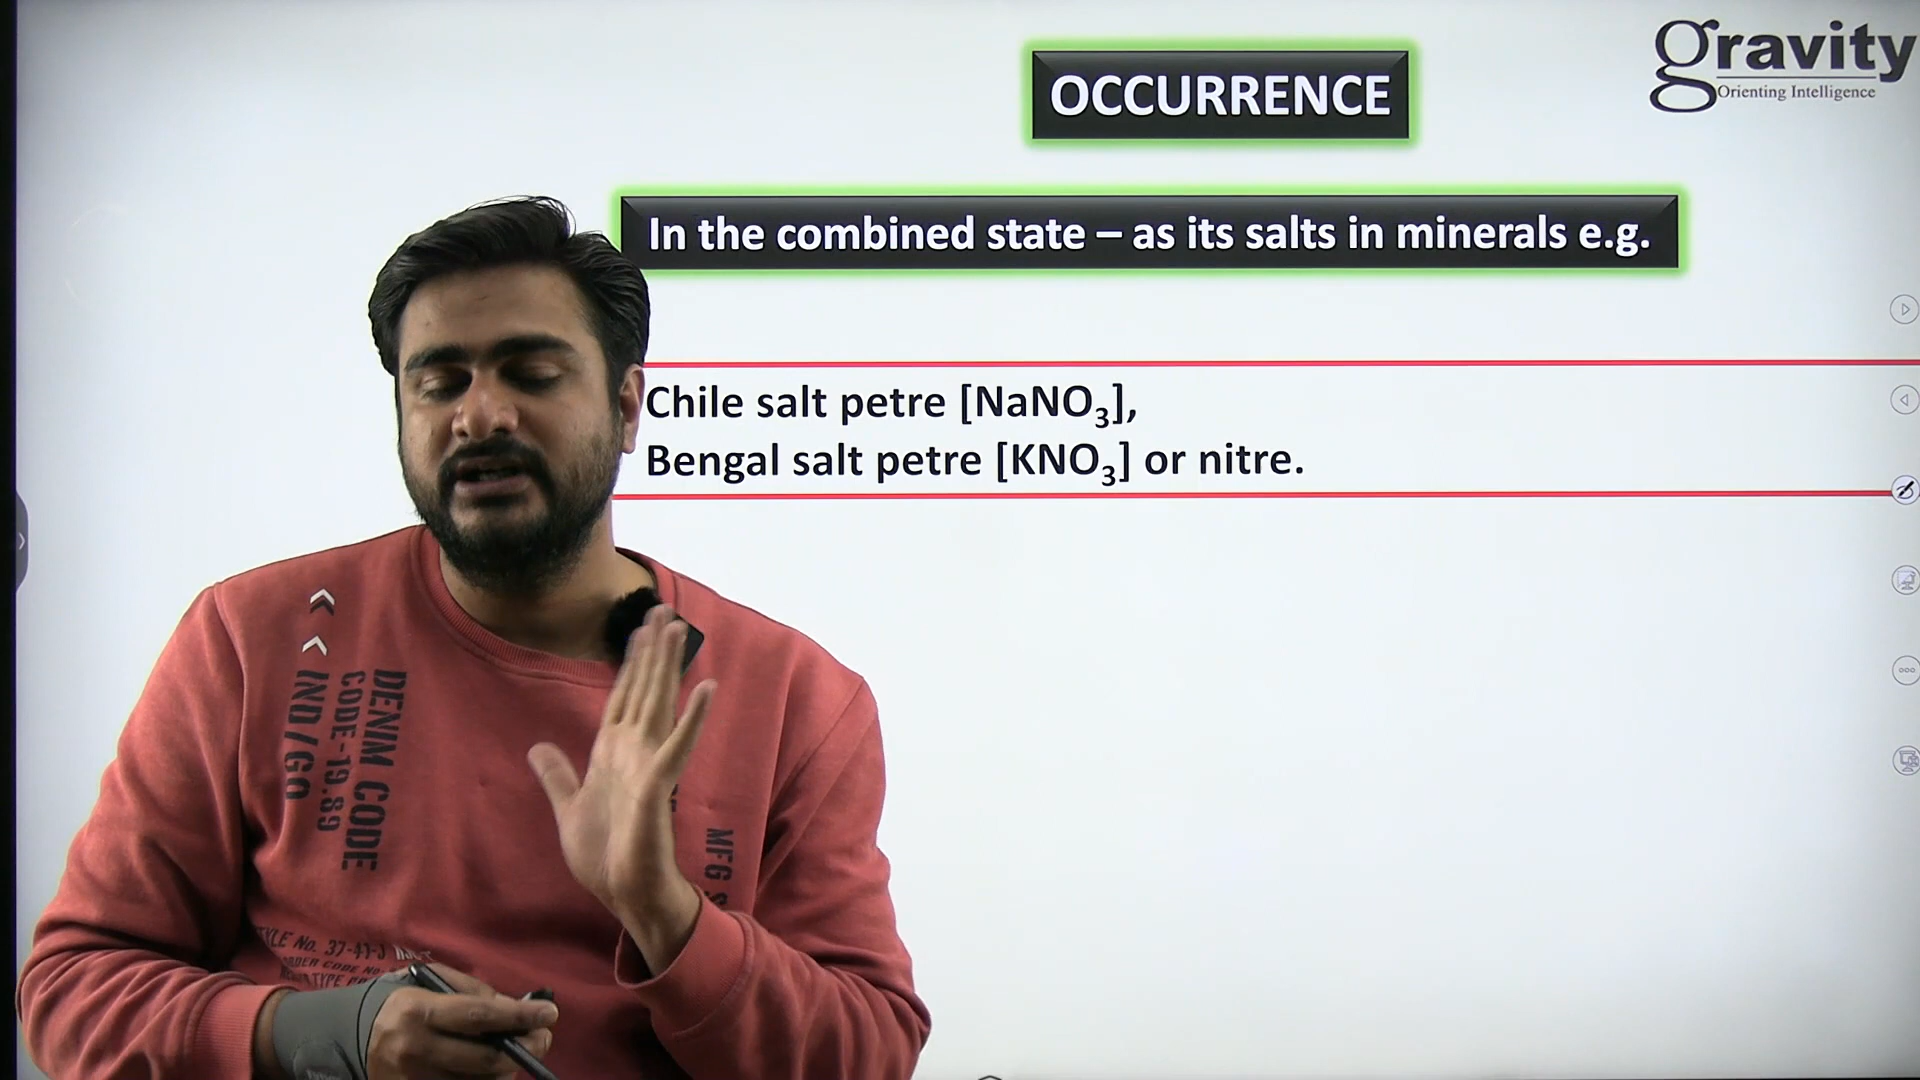 OCCURRENCE
gravity
Orienting Intelligence
In the combined state – as its salts in minerals e.g.
Chile salt petre [NaNO₃],
Bengal salt petre [KNO₃] or nitre.
DENIM CODE
CODE-19.89
IND/GO
MFG